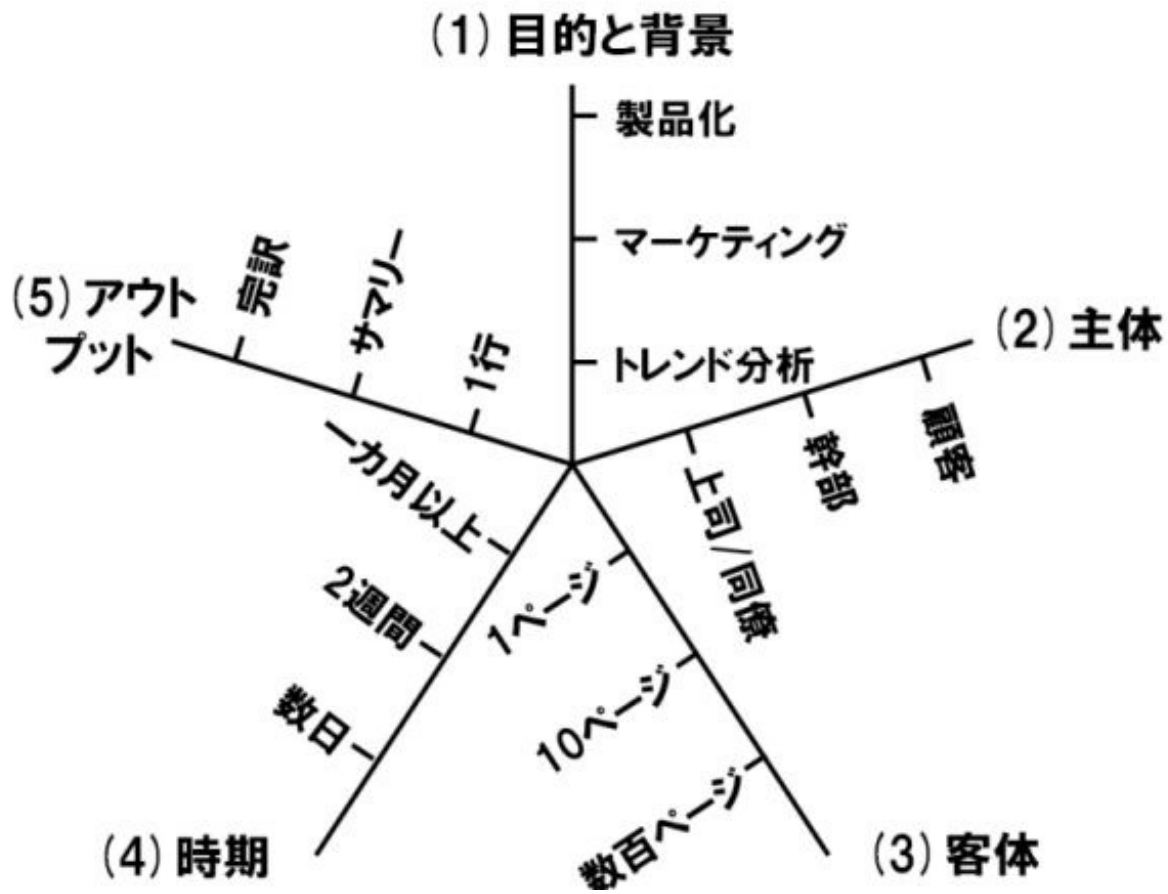 (1) 目的と背景
製品化
マーケティング
トレンド分析
(2) 主体
顧客
幹部
上司/同僚
(3) 客体
1ページ
10ページ
数百ページ
(4) 時期
一カ月以上
2週間
数日
(5) アウト
プット
完訳
サマリー
1行